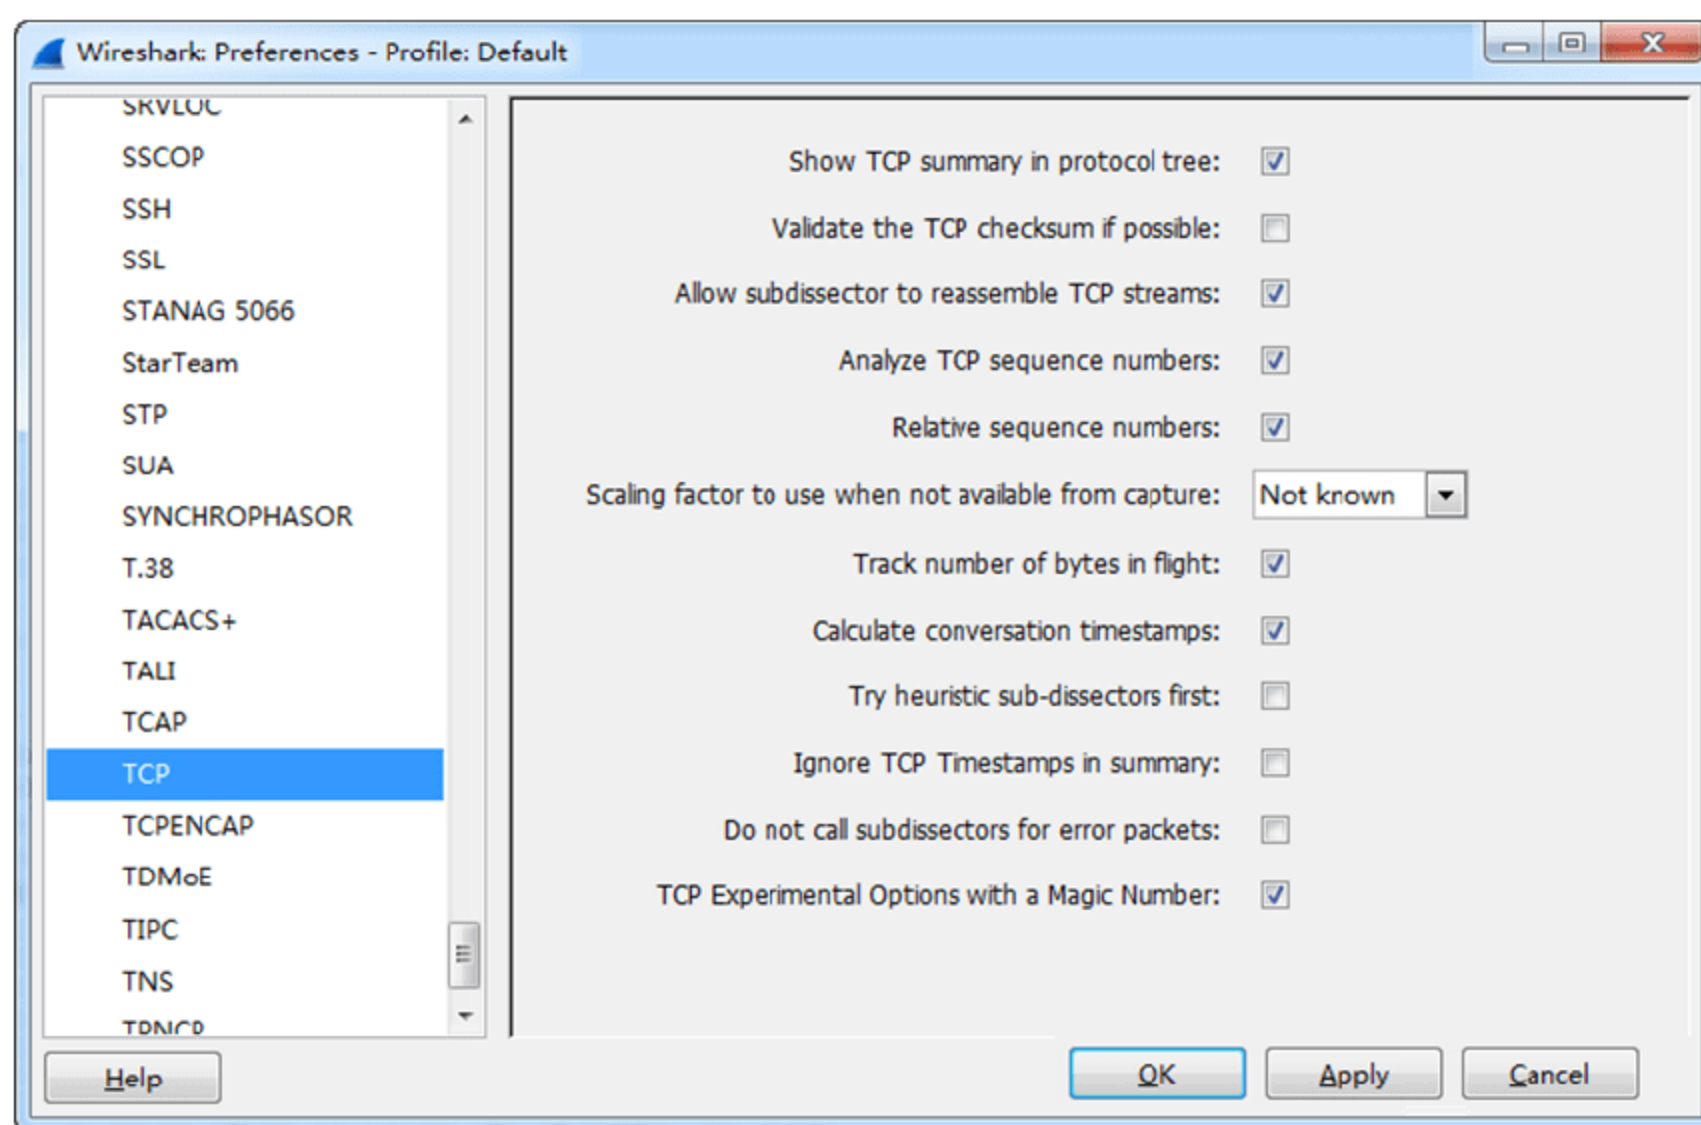 Wireshark: Preferences - Profile: Default
SRVLOC
SSCOP
SSH
SSL
STANAG 5066
StarTeam
STP
SUA
SYNCHROPHASOR
T.38
TACACS+
TALI
TCAP
TCP
TCPENCAP
TDMoE
TIPC
TNS
TPNCP
Show TCP summary in protocol tree:
Validate the TCP checksum if possible:
Allow subdissector to reassemble TCP streams:
Analyze TCP sequence numbers:
Relative sequence numbers:
Scaling factor to use when not available from capture: Not known
Track number of bytes in flight:
Calculate conversation timestamps:
Try heuristic sub-dissectors first:
Ignore TCP Timestamps in summary:
Do not call subdissectors for error packets:
TCP Experimental Options with a Magic Number:
Help
OK
Apply
Cancel